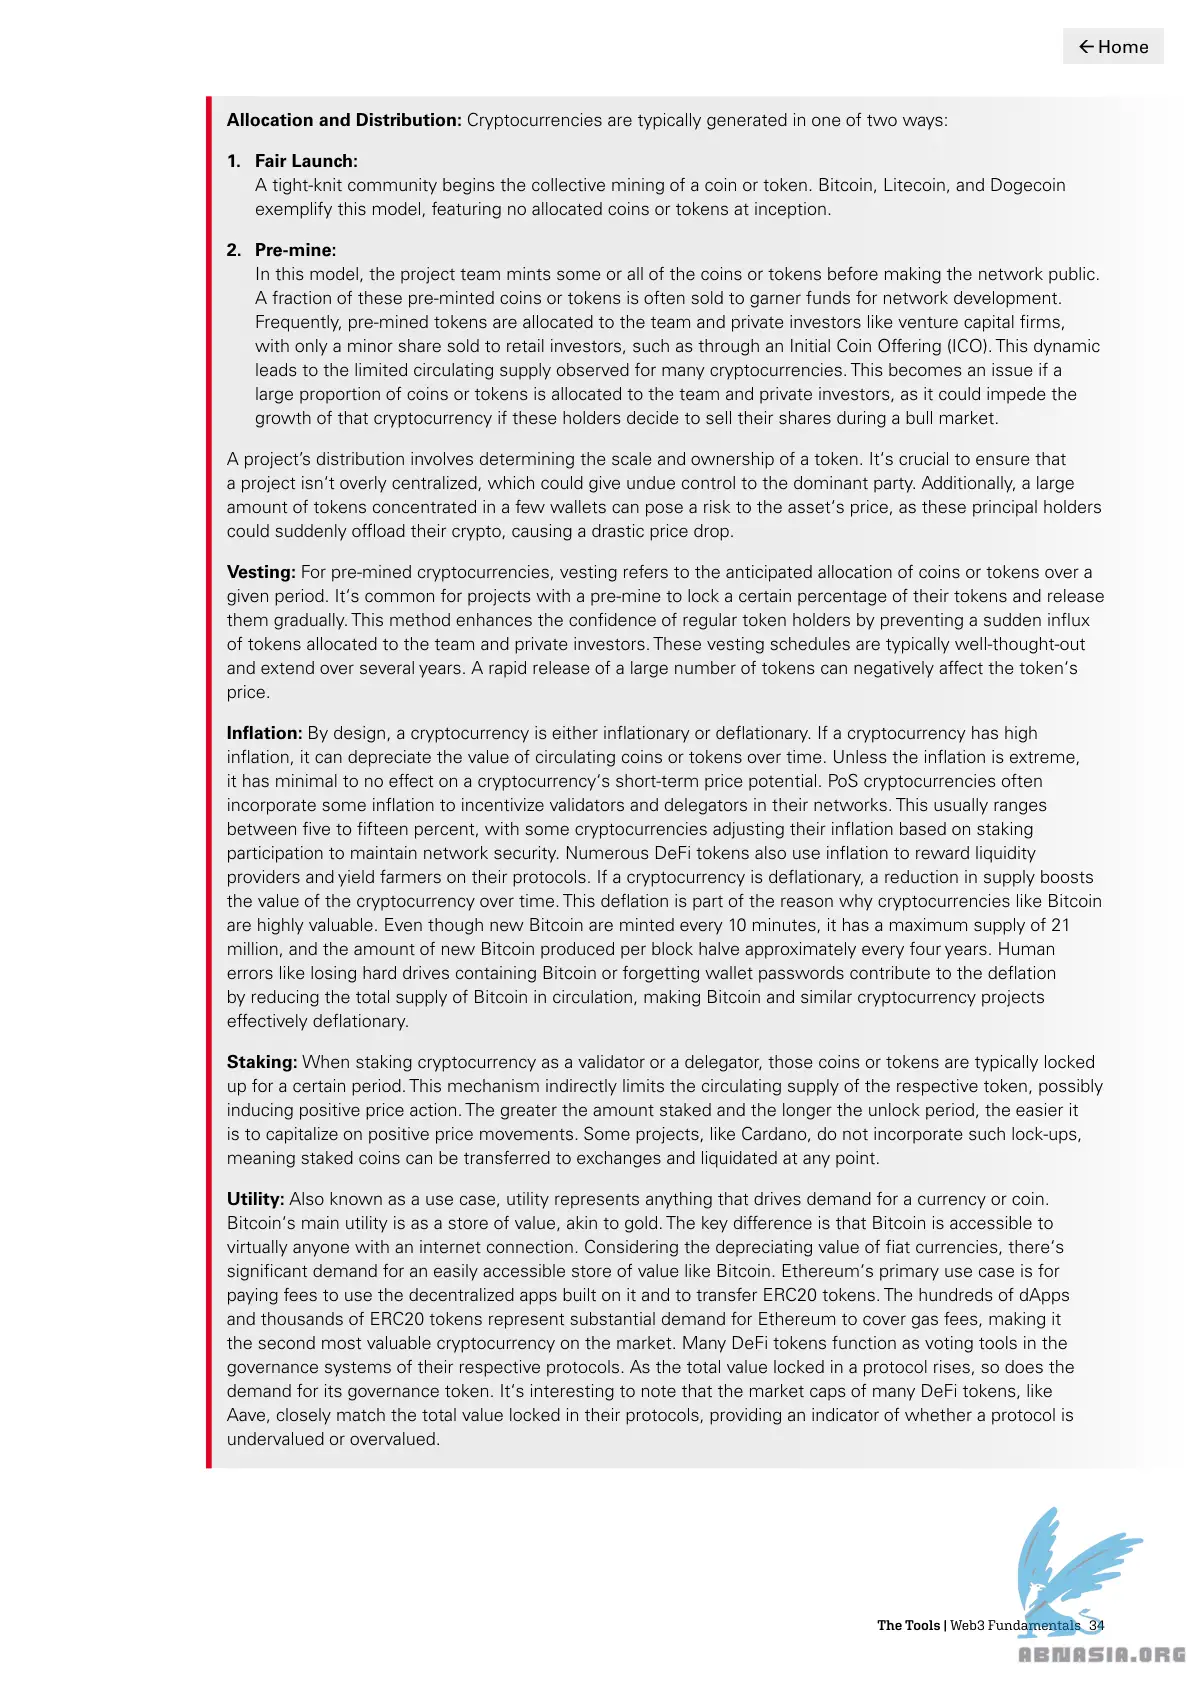 ← Home
Allocation and Distribution: Cryptocurrencies are typically generated in one of two ways:
1. Fair Launch:
A tight-knit community begins the collective mining of a coin or token. Bitcoin, Litecoin, and Dogecoin
exemplify this model, featuring no allocated coins or tokens at inception.
2. Pre-mine:
In this model, the project team mints some or all of the coins or tokens before making the network public.
A fraction of these pre-minted coins or tokens is often sold to garner funds for network development.
Frequently, pre-mined tokens are allocated to the team and private investors like venture capital firms,
with only a minor share sold to retail investors, such as through an Initial Coin Offering (ICO). This dynamic
leads to the limited circulating supply observed for many cryptocurrencies. This becomes an issue if a
large proportion of coins or tokens is allocated to the team and private investors, as it could impede the
growth of that cryptocurrency if these holders decide to sell their shares during a bull market.
A project's distribution involves determining the scale and ownership of a token. It's crucial to ensure that
a project isn't overly centralized, which could give undue control to the dominant party. Additionally, a large
amount of tokens concentrated in a few wallets can pose a risk to the asset's price, as these principal holders
could suddenly offload their crypto, causing a drastic price drop.
Vesting: For pre-mined cryptocurrencies, vesting refers to the anticipated allocation of coins or tokens over a
given period. It's common for projects with a pre-mine to lock a certain percentage of their tokens and release
them gradually. This method enhances the confidence of regular token holders by preventing a sudden influx
of tokens allocated to the team and private investors. These vesting schedules are typically well-thought-out
and extend over several years. A rapid release of a large number of tokens can negatively affect the token's
price.
Inflation: By design, a cryptocurrency is either inflationary or deflationary. If a cryptocurrency has high
inflation, it can depreciate the value of circulating coins or tokens over time. Unless the inflation is extreme,
it has minimal to no effect on a cryptocurrency's short-term price potential. PoS cryptocurrencies often
incorporate some inflation to incentivize validators and delegators in their networks. This usually ranges
between five to fifteen percent, with some cryptocurrencies adjusting their inflation based on staking
participation to maintain network security. Numerous DeFi tokens also use inflation to reward liquidity
providers and yield farmers on their protocols. If a cryptocurrency is deflationary, a reduction in supply boosts
the value of the cryptocurrency over time. This deflation is part of the reason why cryptocurrencies like Bitcoin
are highly valuable. Even though new Bitcoin are minted every 10 minutes, it has a maximum supply of 21
million, and the amount of new Bitcoin produced per block halve approximately every four years. Human
errors like losing hard drives containing Bitcoin or forgetting wallet passwords contribute to the deflation
by reducing the total supply of Bitcoin in circulation, making Bitcoin and similar cryptocurrency projects
effectively deflationary.
Staking: When staking cryptocurrency as a validator or a delegator, those coins or tokens are typically locked
up for a certain period. This mechanism indirectly limits the circulating supply of the respective token, possibly
inducing positive price action. The greater the amount staked and the longer the unlock period, the easier it
is to capitalize on positive price movements. Some projects, like Cardano, do not incorporate such lock-ups,
meaning staked coins can be transferred to exchanges and liquidated at any point.
Utility: Also known as a use case, utility represents anything that drives demand for a currency or coin.
Bitcoin's main utility is as a store of value, akin to gold. The key difference is that Bitcoin is accessible to
virtually anyone with an internet connection. Considering the depreciating value of fiat currencies, there's
significant demand for an easily accessible store of value like Bitcoin. Ethereum's primary use case is for
paying fees to use the decentralized apps built on it and to transfer ERC20 tokens. The hundreds of dApps
and thousands of ERC20 tokens represent substantial demand for Ethereum to cover gas fees, making it
the second most valuable cryptocurrency on the market. Many DeFi tokens function as voting tools in the
governance systems of their respective protocols. As the total value locked in a protocol rises, so does the
demand for its governance token. It's interesting to note that the market caps of many DeFi tokens, like
Aave, closely match the total value locked in their protocols, providing an indicator of whether a protocol is
undervalued or overvalued.
The Tools | Web3 Fundamentals 34
ABNASIA.ORG